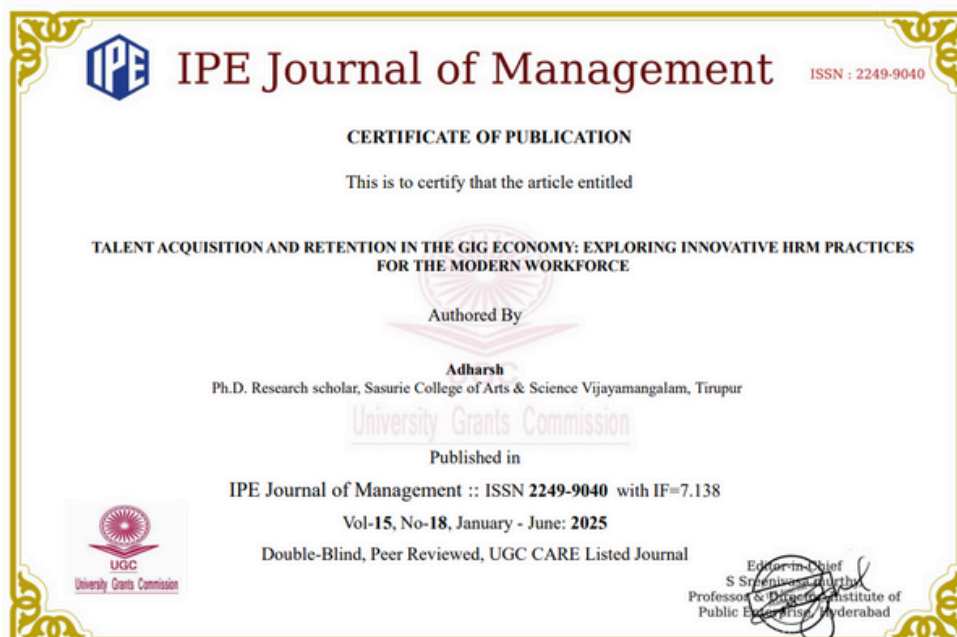 IPE
IPE Journal of Management
ISSN : 2249-9040
CERTIFICATE OF PUBLICATION
This is to certify that the article entitled
TALENT ACQUISITION AND RETENTION IN THE GIG ECONOMY: EXPLORING INNOVATIVE HRM PRACTICES
FOR THE MODERN WORKFORCE
Authored By
Adharsh
UGC
Ph.D. Research scholar, Sasurie College of Arts & Science Vijayamangalam, Tirupur
University Grants Commission
Published in
IPE Journal of Management :: ISSN 2249-9040 with IF=7.138
Vol-15, No-18, January - June: 2025
Double-Blind, Peer Reviewed, UGC CARE Listed Journal
UGC
University Grants Commission
Editor-in-Chief
S Sreenivasa murthy
Professor & Director, Institute of
Public Enterprise, Hyderabad